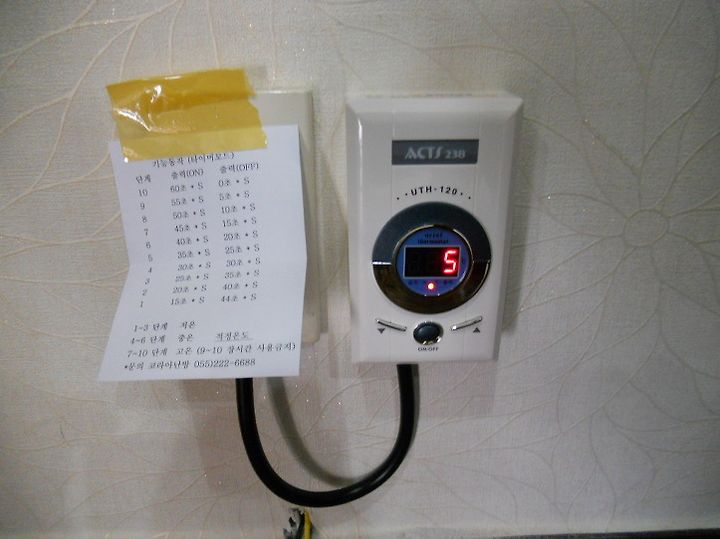 기능동작 (타이머모드)
단계 출력(ON) 출력(OFF)
10 60초 * S 0초 * S
9 55초 * S 5초 * S
8 50초 * S 10초 * S
7 45초 * S 15초 * S
6 40초 * S 20초 * S
5 35초 * S 25초 * S
4 30초 * S 30초 * S
3 25초 * S 35초 * S
2 20초 * S 40초 * S
1 15초 * S 44초 * S
1-3 단계 저온
4-6 단계 중온 적정온도
7-10 단계 고온 (9-10 장시간 사용금지)
*문의 코리아난방 055)222-6688
ACTS 238
UTH-120
thermostat
5
ON/OFF